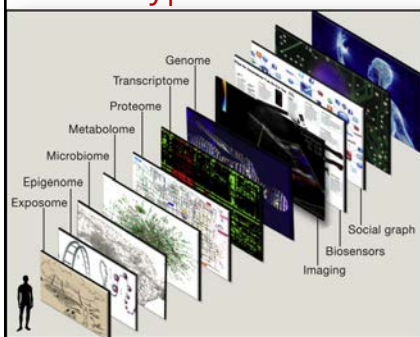 Genome
Transcriptome
Proteome
Metabolome
Microbiome
Epigenome
Exposome
Social graph
Biosensors
Imaging